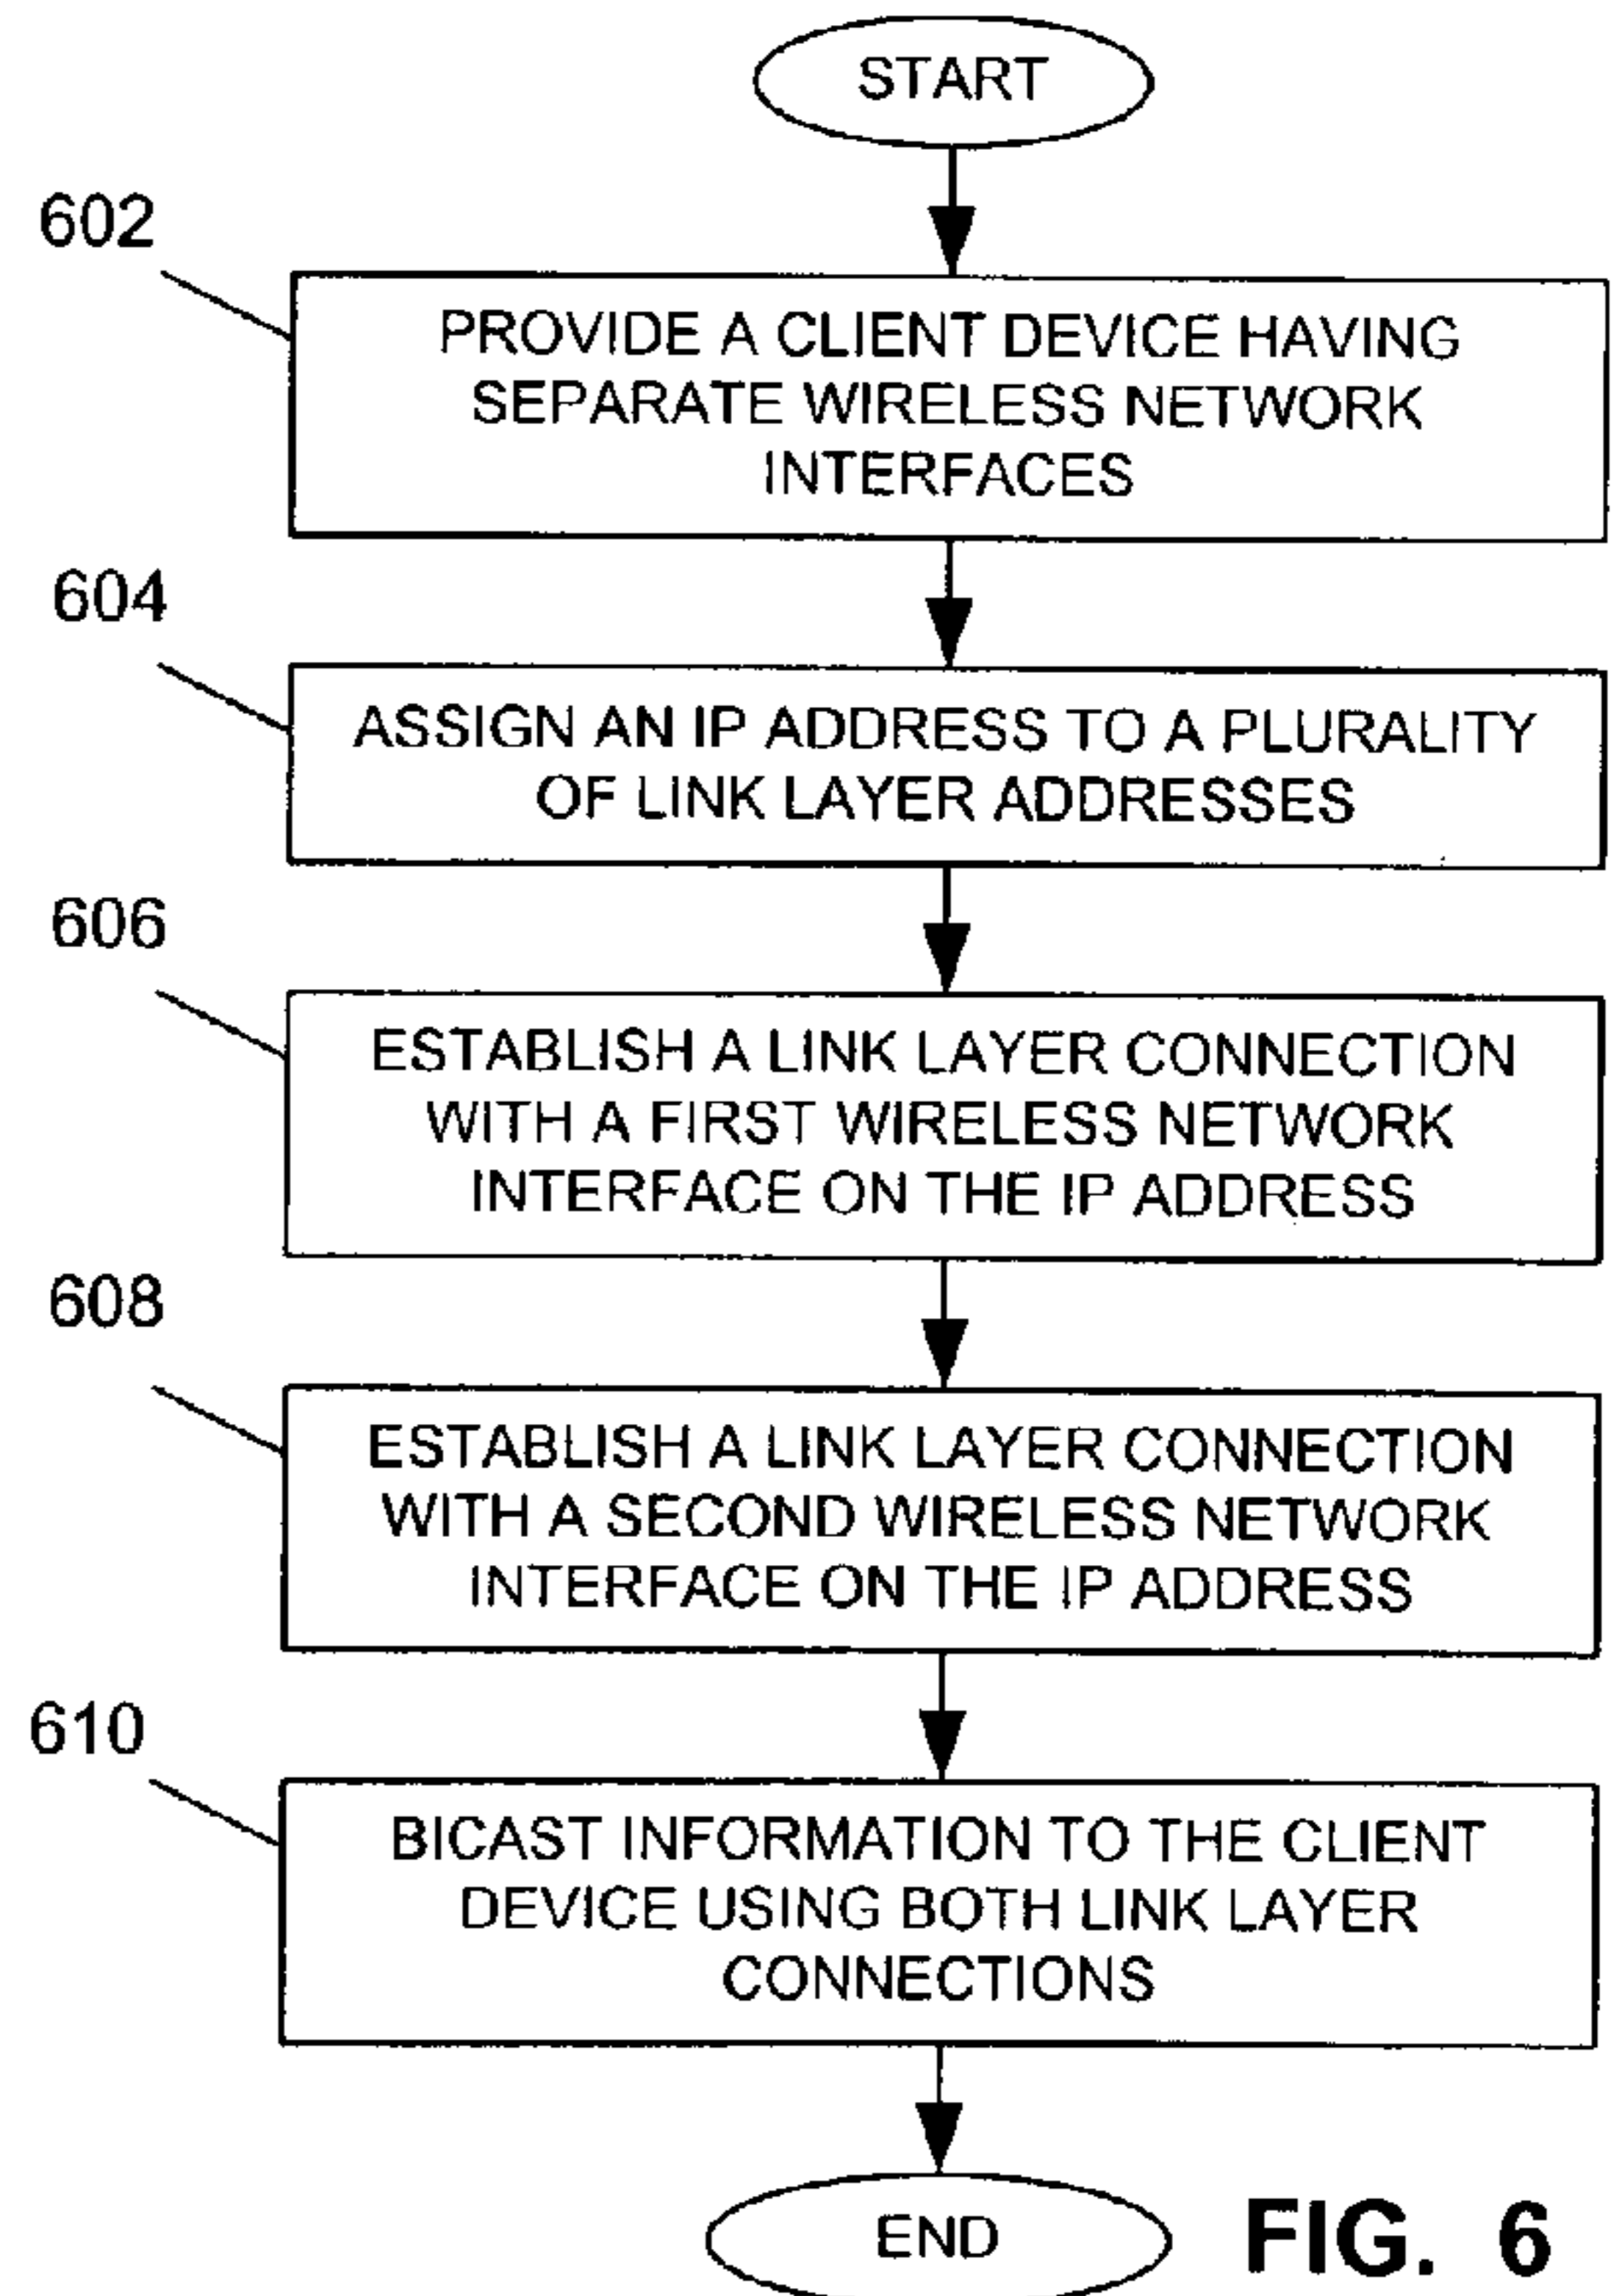 START
602
PROVIDE A CLIENT DEVICE HAVING
SEPARATE WIRELESS NETWORK
INTERFACES
604
ASSIGN AN IP ADDRESS TO A PLURALITY
OF LINK LAYER ADDRESSES
606
ESTABLISH A LINK LAYER CONNECTION
WITH A FIRST WIRELESS NETWORK
INTERFACE ON THE IP ADDRESS
608
ESTABLISH A LINK LAYER CONNECTION
WITH A SECOND WIRELESS NETWORK
INTERFACE ON THE IP ADDRESS
610
BICAST INFORMATION TO THE CLIENT
DEVICE USING BOTH LINK LAYER
CONNECTIONS
END
FIG. 6